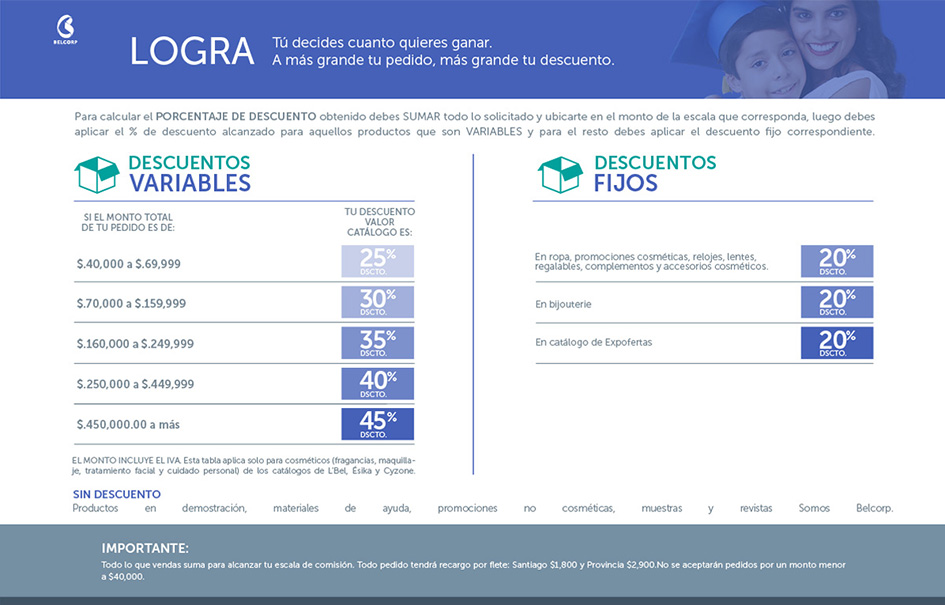 BELCORP
LOGRA
Tú decides cuanto quieres ganar.
A más grande tu pedido, más grande tu descuento.
Para calcular el PORCENTAJE DE DESCUENTO obtenido debes SUMAR todo lo solicitado y ubicarte en el monto de la escala que corresponda, luego debes
aplicar el % de descuento alcanzado para aquellos productos que son VARIABLES y para el resto debes aplicar el descuento fijo correspondiente.
DESCUENTOS
VARIABLES
SI EL MONTO TOTAL
DE TU PEDIDO ES DE:
TU DESCUENTO
VALOR
CATÁLOGO ES:
$.40,000 a $.69,999
25%
DSCTO.
$.70,000 a $.159,999
30%
DSCTO.
$.160,000 a $.249,999
35%
DSCTO.
$.250,000 a $.449,999
40%
DSCTO.
$.450,000.00 a más
45%
DSCTO.
EL MONTO INCLUYE EL IVA. Esta tabla aplica solo para cosméticos (fragancias, maquilla-
je, tratamiento facial y cuidado personal) de los catálogos de L'Bel, Ésika y Cyzone.
DESCUENTOS
FIJOS
En ropa, promociones cosméticas, relojes, lentes,
regalables, complementos y accesorios cosméticos.
20%
DSCTO.
En bijouterie
20%
DSCTO.
En catálogo de Expofertas
20%
DSCTO.
SIN DESCUENTO
Productos en demostración, materiales de ayuda, promociones no cosméticas, muestras y revistas Somos Belcorp.
IMPORTANTE:
Todo lo que vendas suma para alcanzar tu escala de comisión. Todo pedido tendrá recargo por flete: Santiago $1,800 y Provincia $2,900.No se aceptarán pedidos por un monto menor
a $40,000.